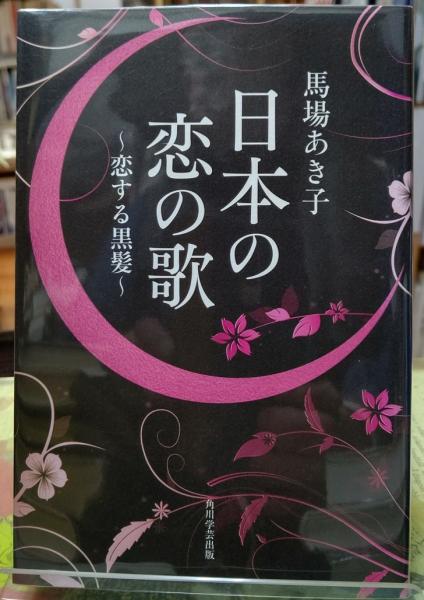 馬場あき子
日本の
恋の歌
～恋する黒髪～
角川学芸出版